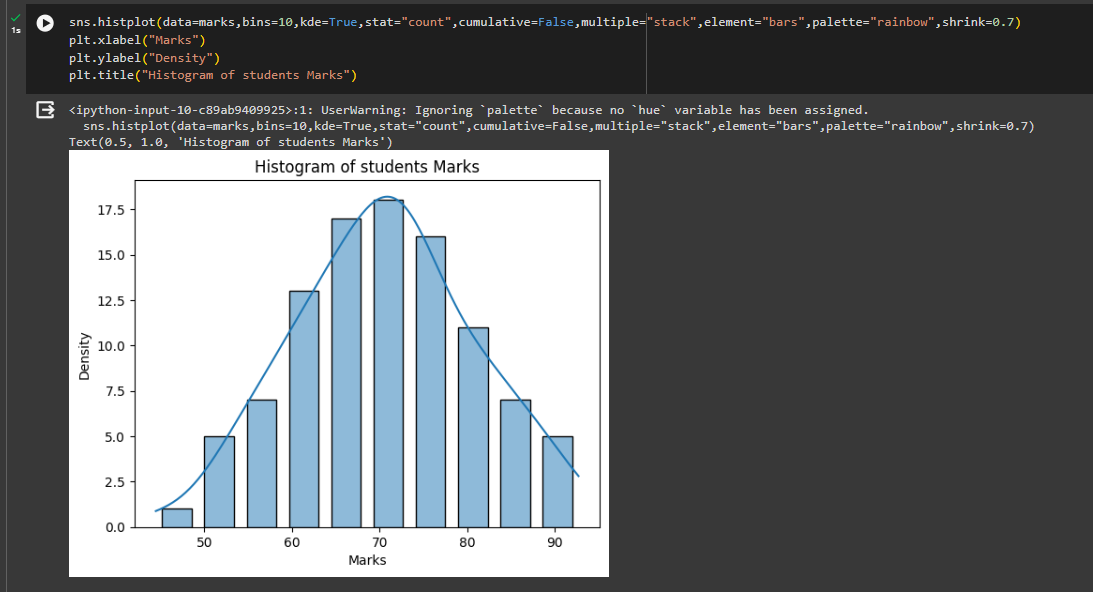 sns.histplot(data=marks,bins=10,kde=True,stat="count",cumulative=False,multiple="stack",element="bars",palette="rainbow",shrink=0.7)
1s
plt.xlabel("Marks")
plt.ylabel("Density")
plt.title("Histogram of students Marks")
<ipython-input-10-c89ab9409925>:1: UserWarning: Ignoring `palette` because no `hue` variable has been assigned.
sns.histplot(data=marks,bins=10,kde=True,stat="count",cumulative=False,multiple="stack",element="bars",palette="rainbow",shrink=0.7)
Text(0.5, 1.0, 'Histogram of students Marks')
Histogram of students Marks
17.5
15.0
12.5
10.0
7.5
5.0
2.5
0.0
Density
50 60 70 80 90
Marks